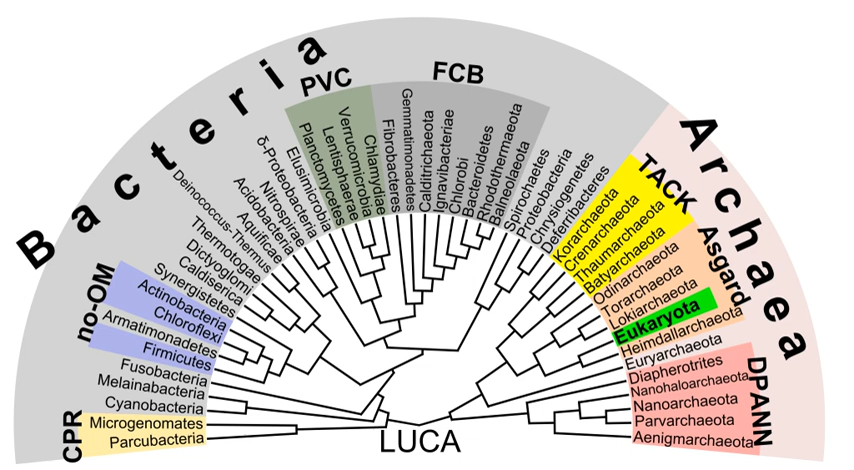 Bacteria
Archaea
PVC
FCB
TACK
Asgard
DPANN
no-OM
CPR
Parcubacteria
Microgenomates
Cyanobacteria
Melainabacteria
Fusobacteria
Firmicutes
Armatimonadetes
Chloroflexi
Actinobacteria
Synergistetes
Caldiserica
Dictyoglomi
Thermotogae
Deinococcus-Thermus
Aquificae
Acidobacteria
Nitrospirae
δ-Proteobacteria
Elusimicrobia
Planctomycetes
Lentisphaerae
Verrucomicrobia
Chlamydiae
Fibrobacteres
Gemmatimonadetes
Calditrichaeota
Ignavibacteriae
Chlorobi
Bacteroidetes
Rhodothermaeota
Balneolaeota
Spirochaetes
Proteobacteria
Chrysiogenetes
Deferribacteres
Korarchaeota
Crenarchaeota
Thaumarchaeota
Batyarchaeota
Odinarchaeota
Torarchaeota
Lokiarchaeota
Eukaryota
Heimdallarchaeota
Euryarchaeota
Diapherotrites
Nanohaloarchaeota
Nanoarchaeota
Parvarchaeota
Aenigmarchaeota
LUCA